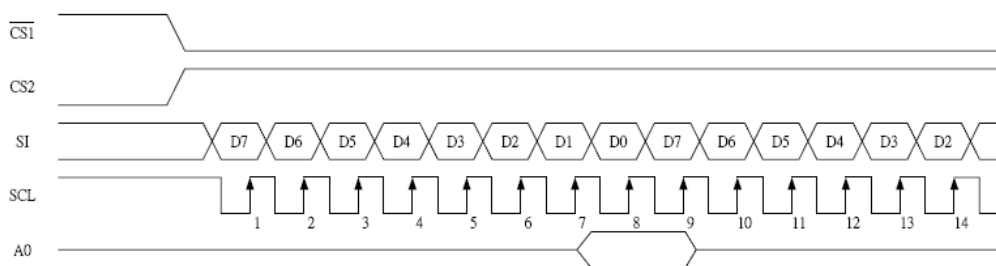 CS1
CS2
SI D7 D6 D5 D4 D3 D2 D1 D0 D7 D6 D5 D4 D3 D2
SCL
1 2 3 4 5 6 7 8 9 10 11 12 13 14
A0